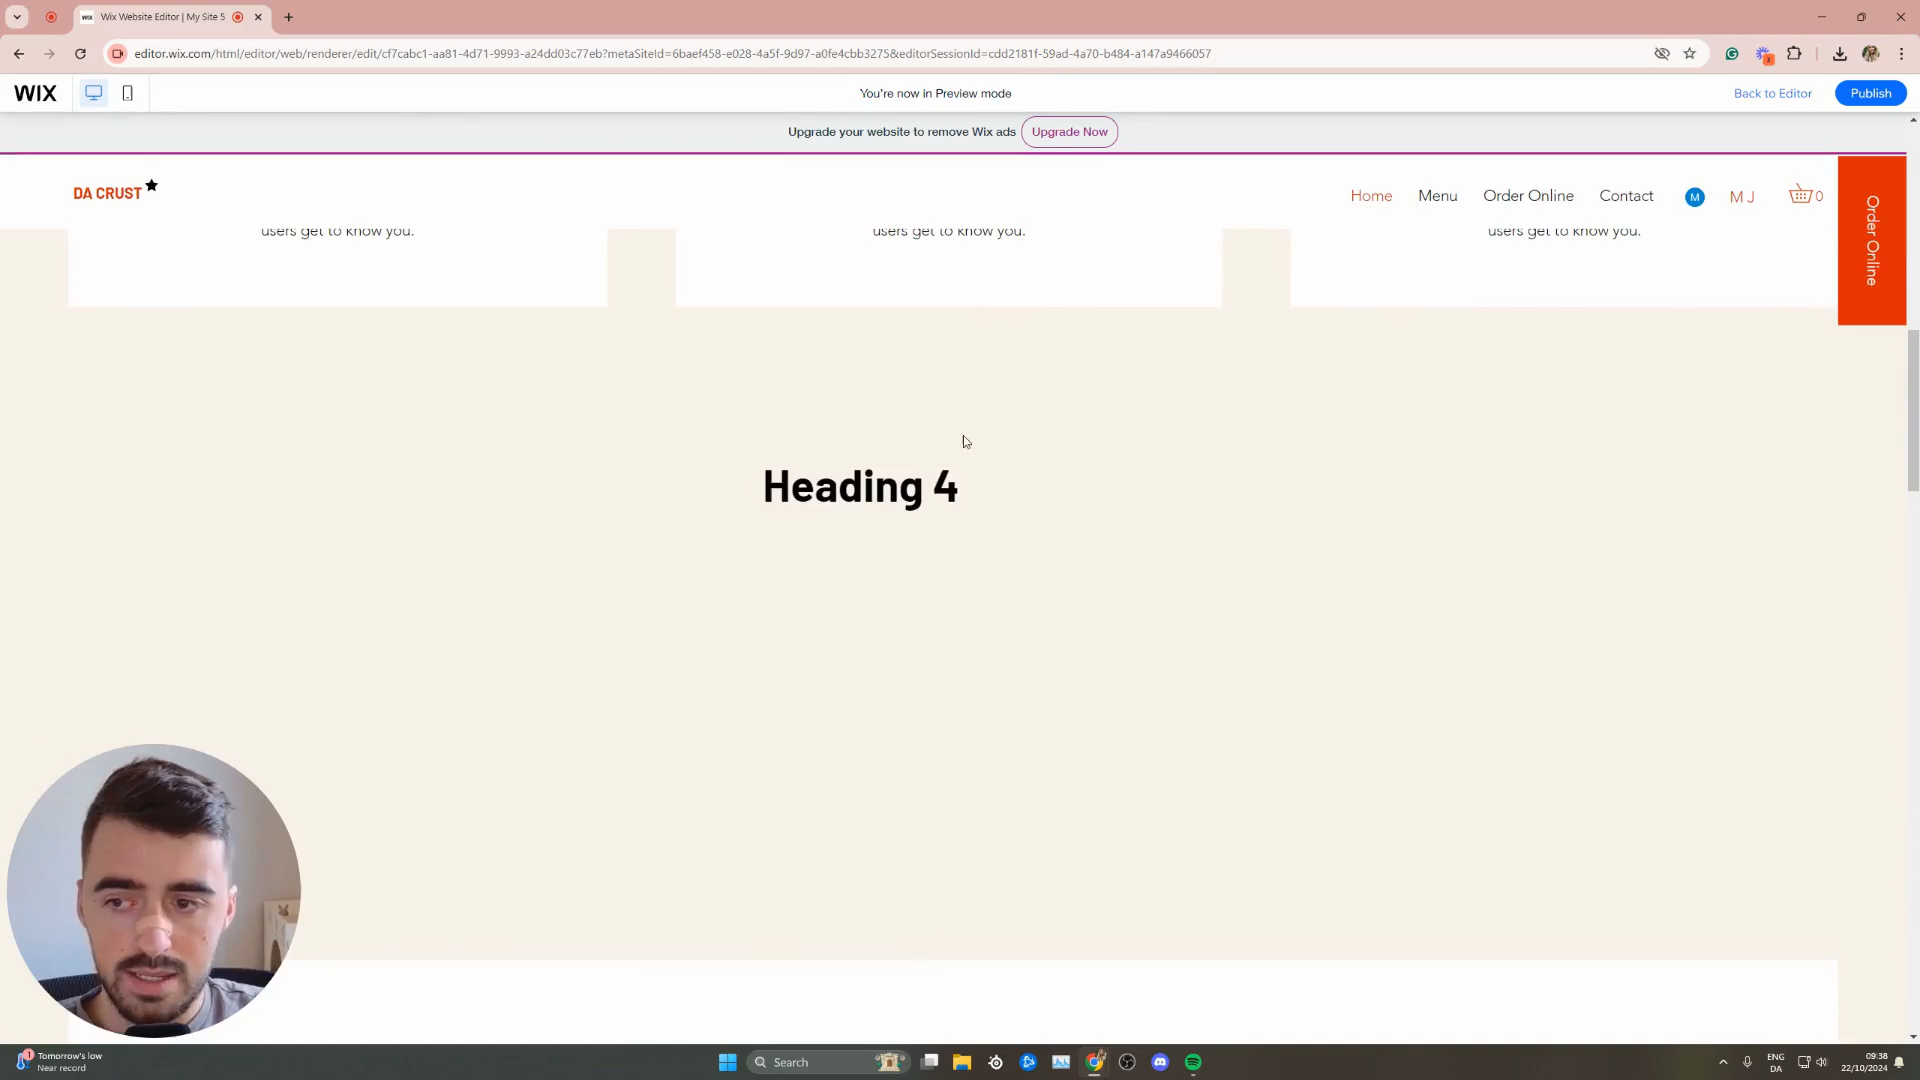 WIX Wix Website Editor | My Site 5
editor.wix.com/html/editor/web/renderer/edit/cf7cabc1-aa81-4d71-9993-a24dd03c77eb?metaSiteId=6baef458-e028-4a5f-9d97-a0fe4cbb3275&editorSessionId=cdd2181f-59ad-4a70-b484-a147a9466057
WIX You're now in Preview mode Back to Editor Publish
Upgrade your website to remove Wix ads Upgrade Now
DA CRUST Home Menu Order Online Contact M M J 0
Order Online
users get to know you. users get to know you. users get to know you.
Heading 4
Tomorrow's low
Near record
1
Search
ENG
DA
09:38
22/10/2024